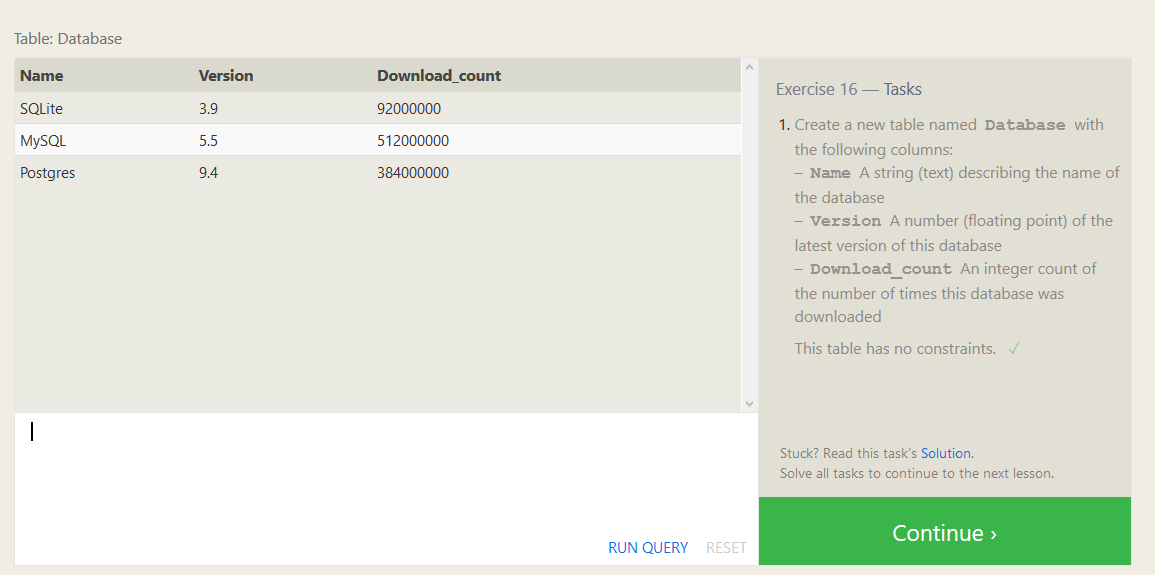 Table: Database
Name Version Download_count
SQLite 3.9 92000000
MySQL 5.5 512000000
Postgres 9.4 384000000
RUN QUERY RESET
Exercise 16 — Tasks
1. Create a new table named Database with
the following columns:
– Name A string (text) describing the name of
the database
– Version A number (floating point) of the
latest version of this database
– Download_count An integer count of
the number of times this database was
downloaded
This table has no constraints. ✓
Stuck? Read this task's Solution.
Solve all tasks to continue to the next lesson.
Continue ›